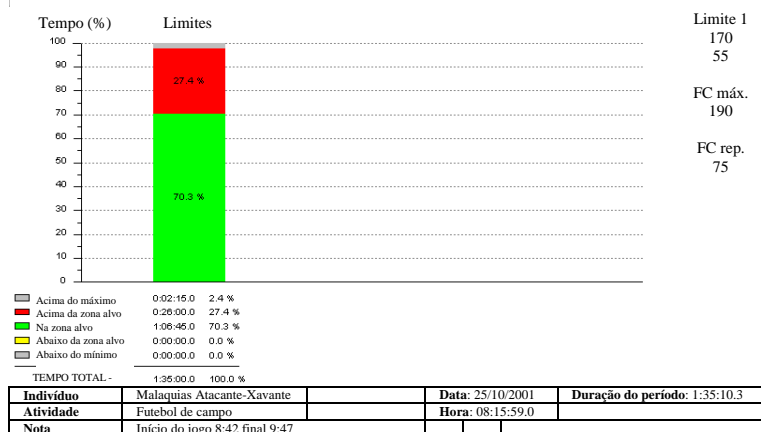 Tempo (%) Limites
100
90
80
70
60
50
40
30
20
10
0
27.4 %
70.3 %
Limite 1
170
55
FC máx.
190
FC rep.
75
Acima do máximo 0:02:15.0 2.4 %
Acima da zona alvo 0:26:00.0 27.4 %
Na zona alvo 1:06:45.0 70.3 %
Abaixo da zona alvo 0:00:00.0 0.0 %
Abaixo do mínimo 0:00:00.0 0.0 %
TEMPO TOTAL - 1:35:00.0 100.0 %
Indivíduo Malaquias Atacante-Xavante Data: 25/10/2001 Duração do período: 1:35:10.3
Atividade Futebol de campo Hora: 08:15:59.0
Nota Início do jogo 8:42 final 9:47